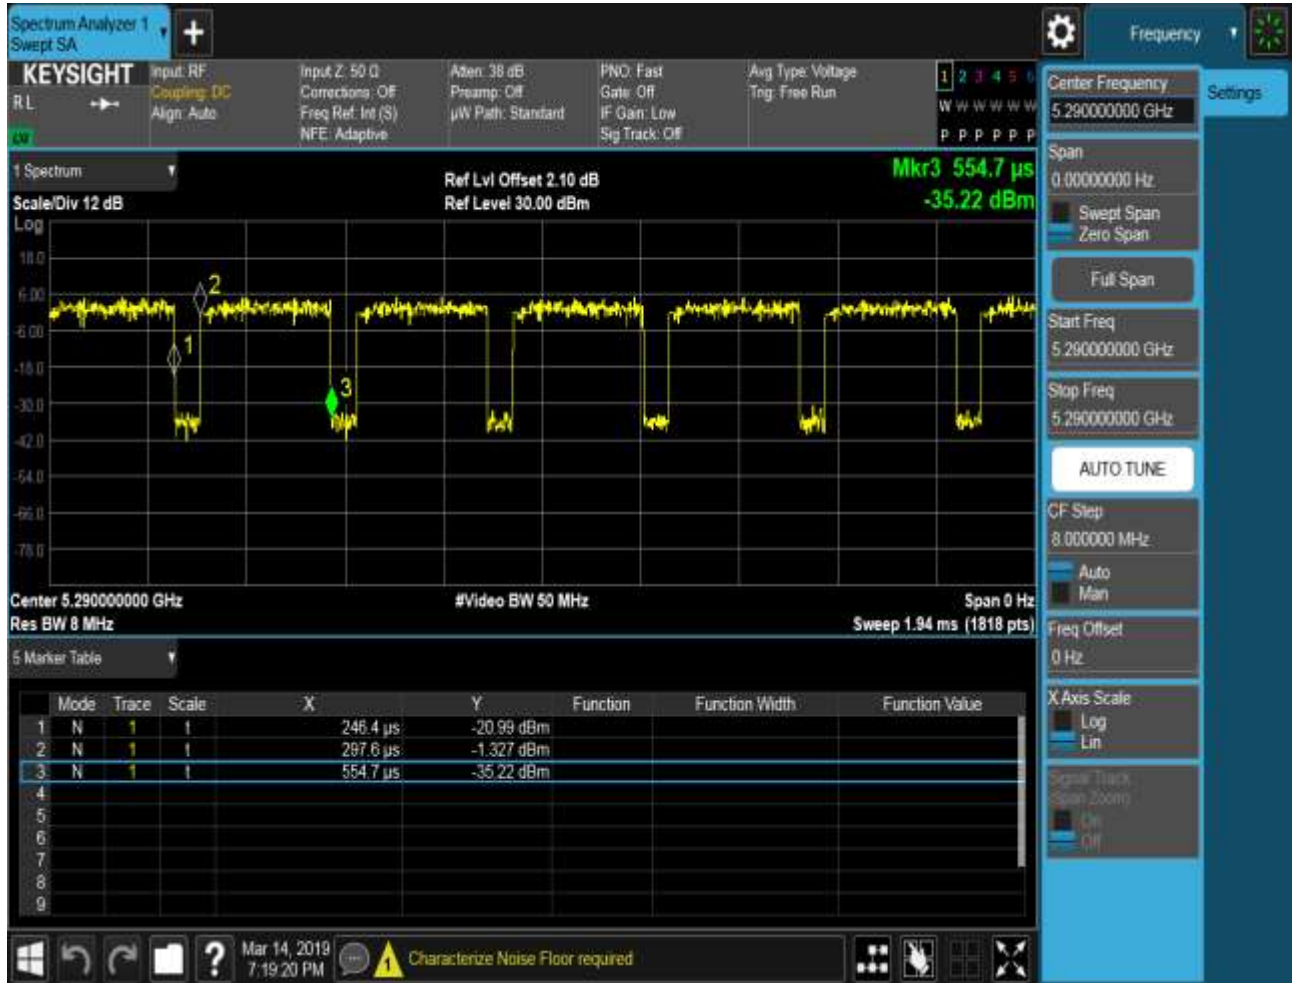 Spectrum Analyzer 1
Swept SA
+
Frequency
KEYSIGHT
RL
Input: RF
Coupling: DC
Align: Auto
Input Z: 50 Ω
Corrections: Off
Freq Ref: Int (S)
NFE: Adaptive
Atten: 38 dB
Preamp: Off
µW Path: Standard
PNO: Fast
Gate: Off
IF Gain: Low
Sig Track: Off
Avg Type: Voltage
Trig: Free Run
1 2 3 4 5 6
W W W W W W
P P P P P P
1 Spectrum
Scale/Div 12 dB
Ref Lvl Offset 2.10 dB
Ref Level 30.00 dBm
Mkr3 554.7 µs
-35.22 dBm
Log
18.0
6.00
-6.00
-18.0
-30.0
-42.0
-54.0
-66.0
-78.0
1
2
3
Center 5.290000000 GHz
Res BW 8 MHz
#Video BW 50 MHz
Span 0 Hz
Sweep 1.94 ms (1818 pts)
5 Marker Table
Mode Trace Scale X Y Function Function Width Function Value
1 N 1 t 246.4 µs -20.99 dBm
2 N 1 t 297.6 µs -1.327 dBm
3 N 1 t 554.7 µs -35.22 dBm
4
5
6
7
8
9
Mar 14, 2019
7:19:20 PM
?
1
Characterize Noise Floor required
Center Frequency
5.290000000 GHz
Settings
Span
0.00000000 Hz
Swept Span
Zero Span
Full Span
Start Freq
5.290000000 GHz
Stop Freq
5.290000000 GHz
AUTO TUNE
CF Step
8.000000 MHz
Auto
Man
Freq Offset
0 Hz
X Axis Scale
Log
Lin
Signal Track
(Span Zoom)
On
Off